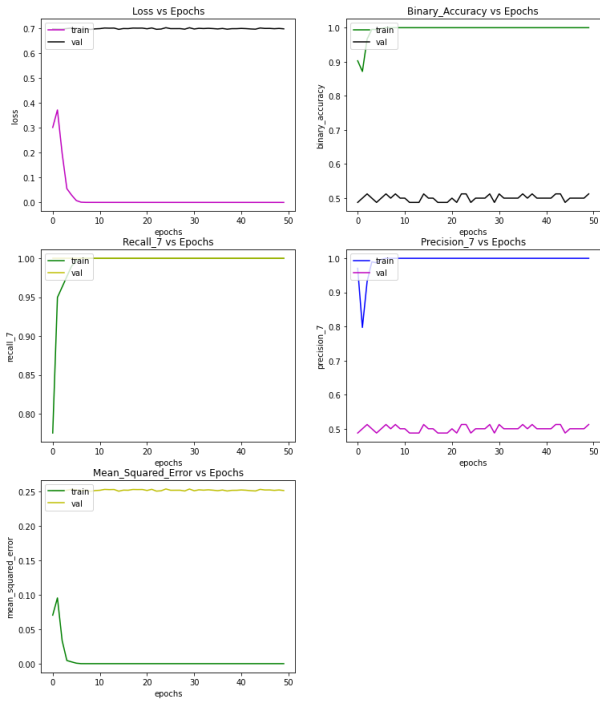 Loss vs Epochs
train
val
0.7
0.6
0.5
0.4
0.3
0.2
0.1
0.0
loss
0 10 20 30 40 50
epochs
Binary_Accuracy vs Epochs
train
val
1.0
0.9
0.8
0.7
0.6
0.5
binary_accuracy
0 10 20 30 40 50
epochs
Recall_7 vs Epochs
train
val
1.00
0.95
0.90
0.85
0.80
recall_7
0 10 20 30 40 50
epochs
Precision_7 vs Epochs
train
val
1.0
0.9
0.8
0.7
0.6
0.5
precision_7
0 10 20 30 40 50
epochs
Mean_Squared_Error vs Epochs
train
val
0.25
0.20
0.15
0.10
0.05
0.00
mean_squared_error
0 10 20 30 40 50
epochs